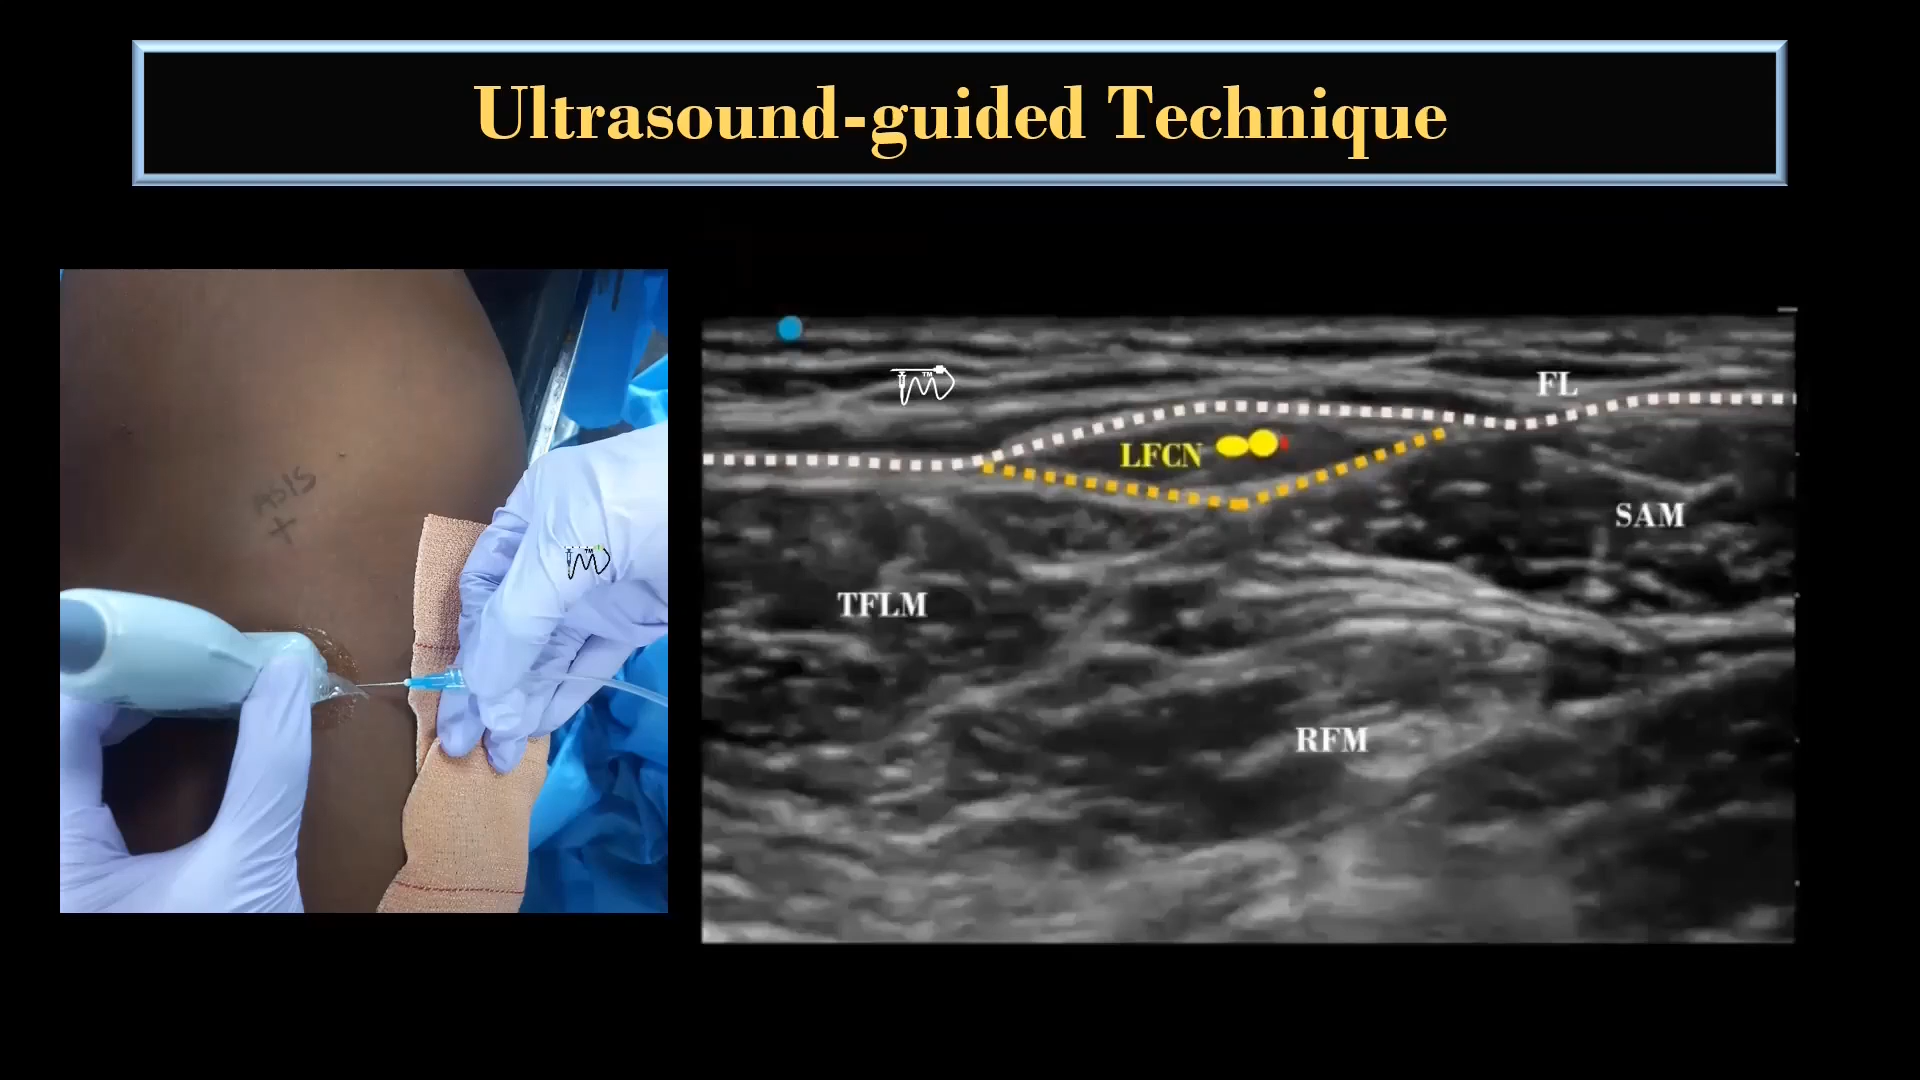 Ultrasound-guided Technique
ASIS
FL
LFCN
SAM
TFLM
RFM